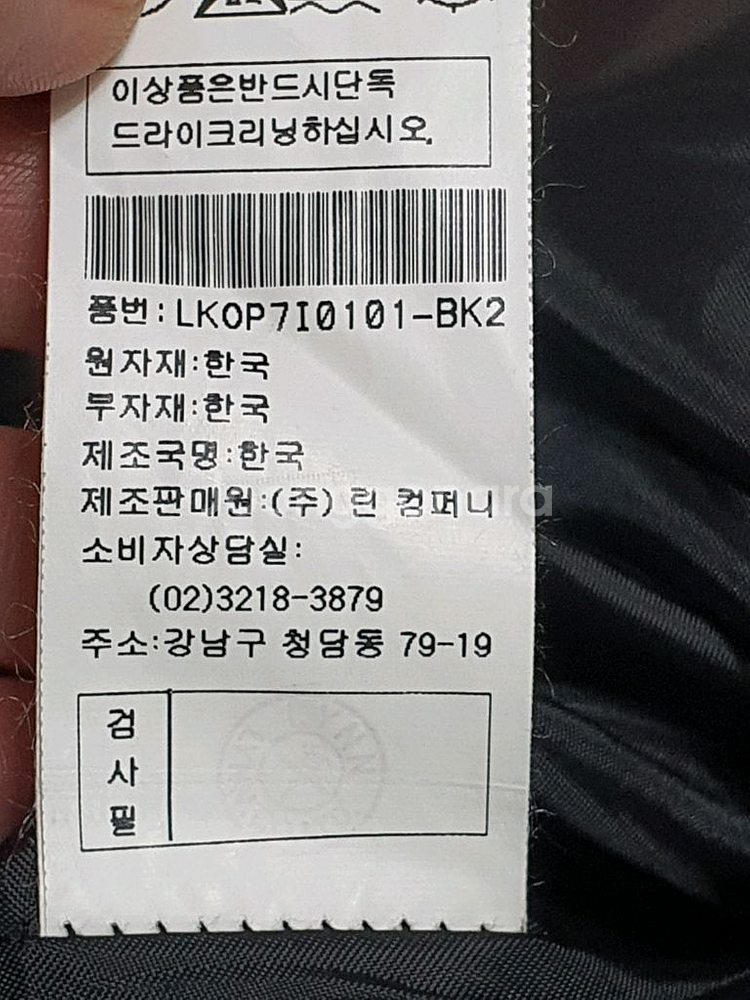 이상품은반드시단독
드라이크리닝하십시오.
품번:LKOP7I0101-BK2
원자재:한국
부자재:한국
제조국명:한국
제조판매원:(주) 린 컴퍼니
소비자상담실:
(02)3218-3879
주소:강남구 청담동 79-19
검
사
필